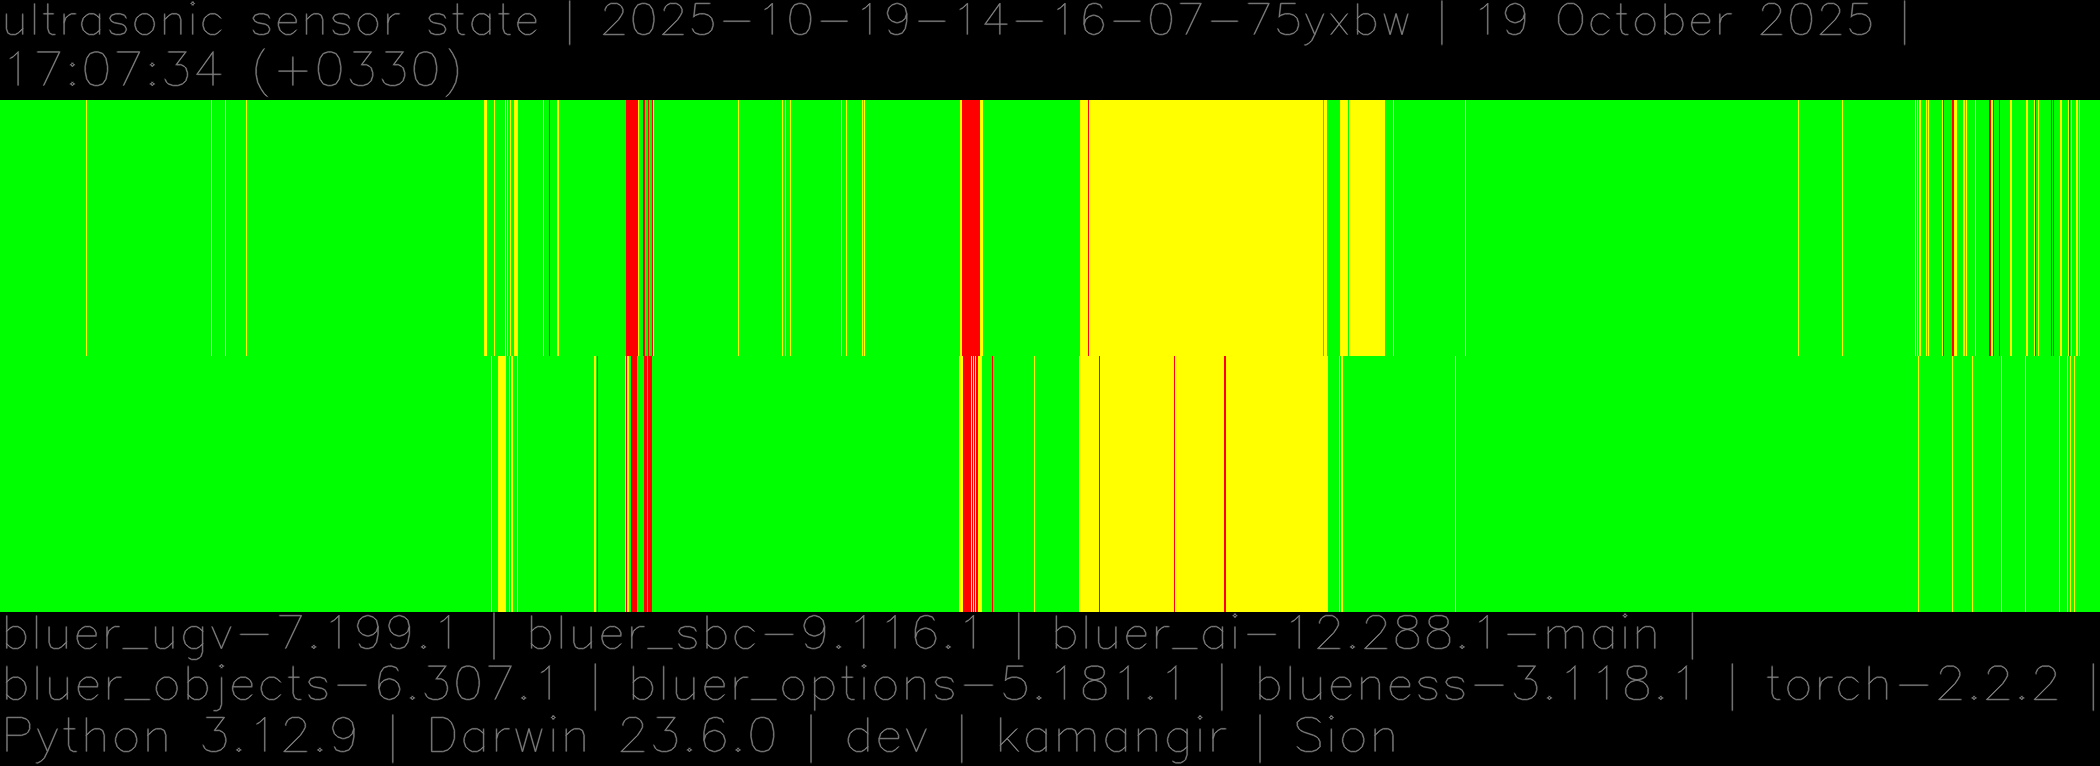 ultrasonic sensor state | 2025-10-19-14-16-07-75yxbw | 19 October 2025 |
17:07:34 (+0330)
bluer_ugv-7.199.1 | bluer_sbc-9.116.1 | bluer_ai-12.288.1-main |
bluer_objects-6.307.1 | bluer_options-5.181.1 | blueness-3.118.1 | torch-2.2.2 |
Python 3.12.9 | Darwin 23.6.0 | dev | kamangir | Sion